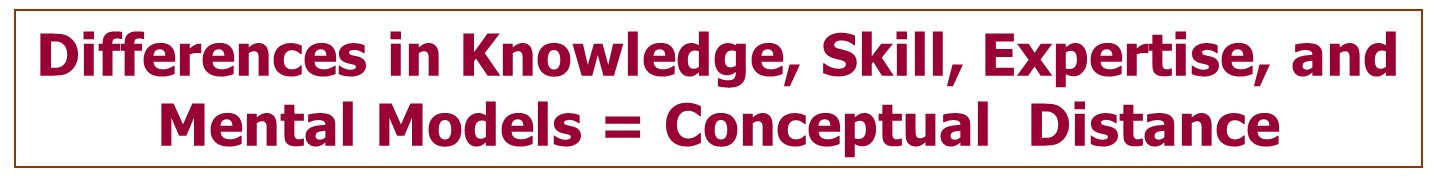 Differences in Knowledge, Skill, Expertise, and
Mental Models = Conceptual  Distance